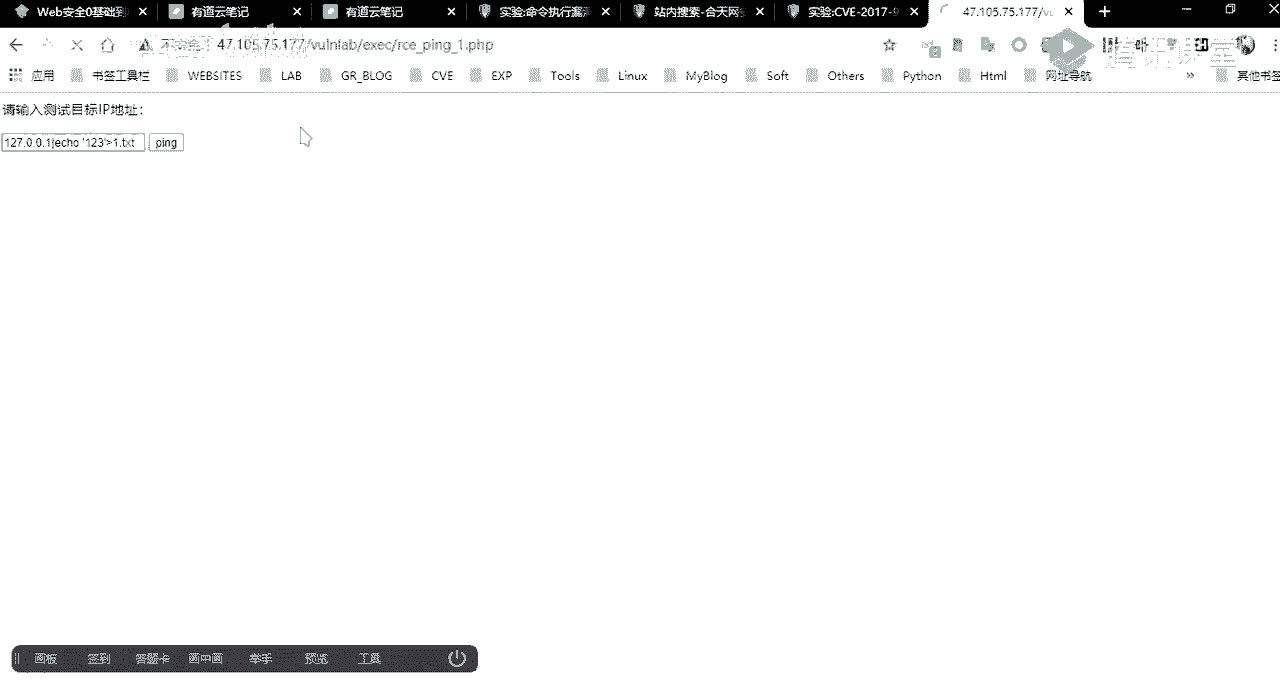 Web安全0基础到
有道云笔记
有道云笔记
实验:命令执行漏洞
站内搜索-合天网安
实验:CVE-2017-9
47.105.75.177/vu
47.105.75.177/vulnlab/exec/rce_ping_1.php
应用
书签工具栏
WEBSITES
LAB
GR_BLOG
CVE
EXP
Tools
Linux
MyBlog
Soft
Others
Python
Html
网址导航
»
其他书签
腾讯课堂
请输入测试目标IP地址：
127.0.0.1|echo '123'>1.txt
ping
画板
签到
答题卡
画中画
举手
预览
工具